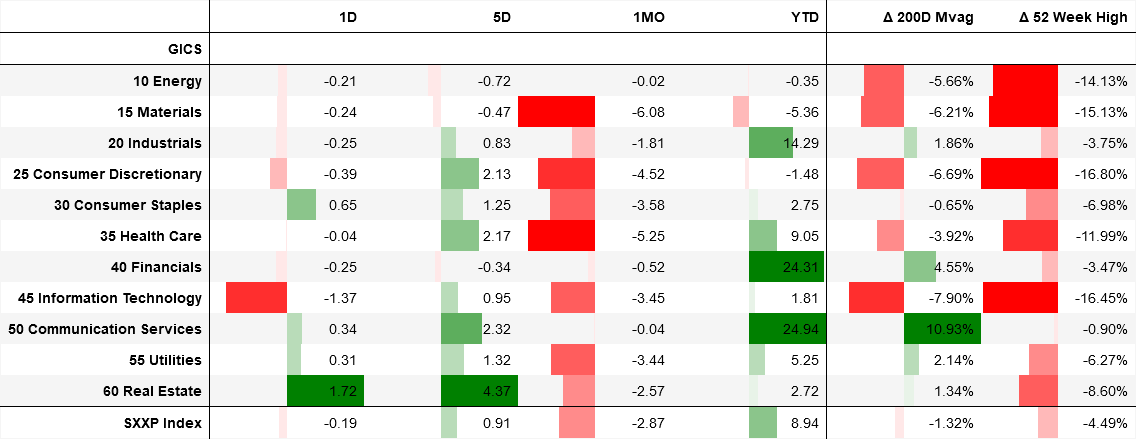 1D 5D 1MO YTD Δ 200D Mvag Δ 52 Week High
GICS
10 Energy -0.21 -0.72 -0.02 -0.35 -5.66% -14.13%
15 Materials -0.24 -0.47 -6.08 -5.36 -6.21% -15.13%
20 Industrials -0.25 0.83 -1.81 14.29 1.86% -3.75%
25 Consumer Discretionary -0.39 2.13 -4.52 -1.48 -6.69% -16.80%
30 Consumer Staples 0.65 1.25 -3.58 2.75 -0.65% -6.98%
35 Health Care -0.04 2.17 -5.25 9.05 -3.92% -11.99%
40 Financials -0.25 -0.34 -0.52 24.31 4.55% -3.47%
45 Information Technology -1.37 0.95 -3.45 1.81 -7.90% -16.45%
50 Communication Services 0.34 2.32 -0.04 24.94 10.93% -0.90%
55 Utilities 0.31 1.32 -3.44 5.25 2.14% -6.27%
60 Real Estate 1.72 4.37 -2.57 2.72 1.34% -8.60%
SXXP Index -0.19 0.91 -2.87 8.94 -1.32% -4.49%